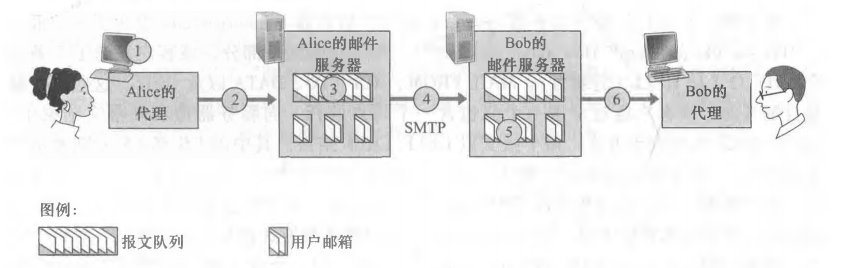 Alice的邮件
服务器
Bob的
邮件服务器
1
Alice的
代理
2
3
4
SMTP
5
6
Bob的
代理
图例：
报文队列
用户邮箱